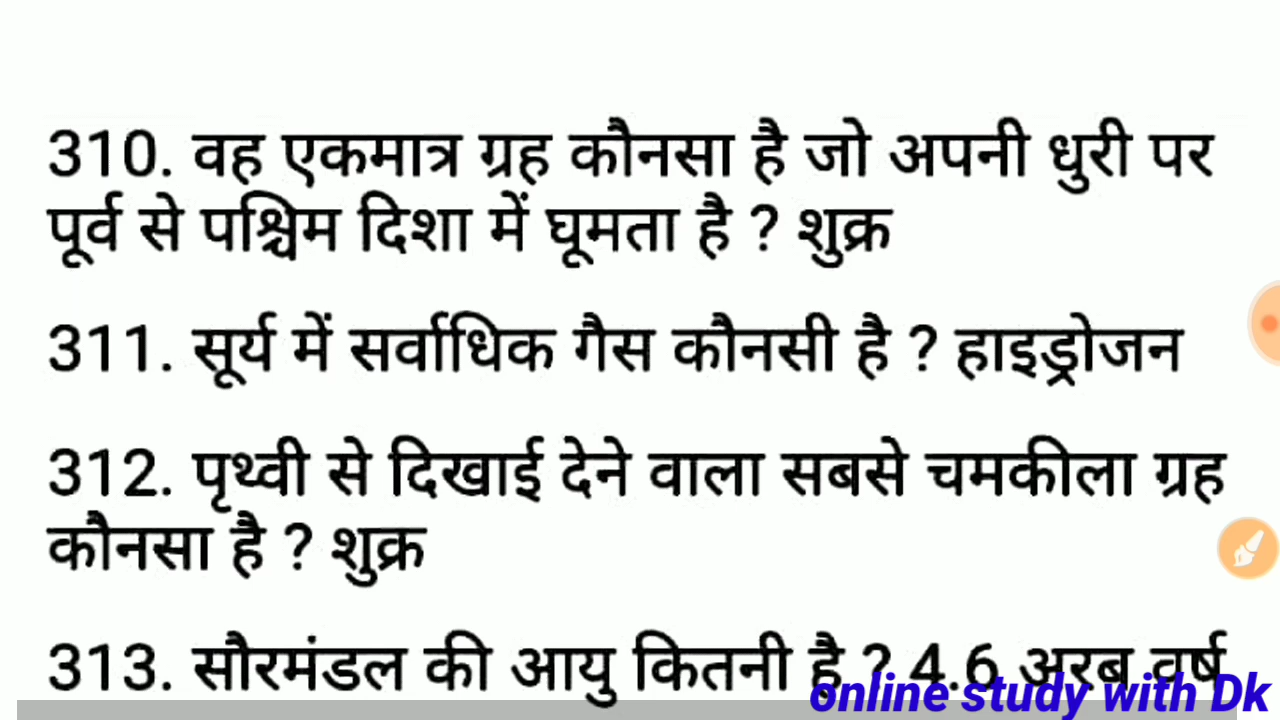 310. वह एकमात्र ग्रह कौनसा है जो अपनी धुरी पर
पूर्व से पश्चिम दिशा में घूमता है ? शुक्र
311. सूर्य में सर्वाधिक गैस कौनसी है ? हाइड्रोजन
312. पृथ्वी से दिखाई देने वाला सबसे चमकीला ग्रह
कौनसा है ? शुक्र
313. सौरमंडल की आयु कितनी है ? 4.6 अरब वर्ष
online study with Dk